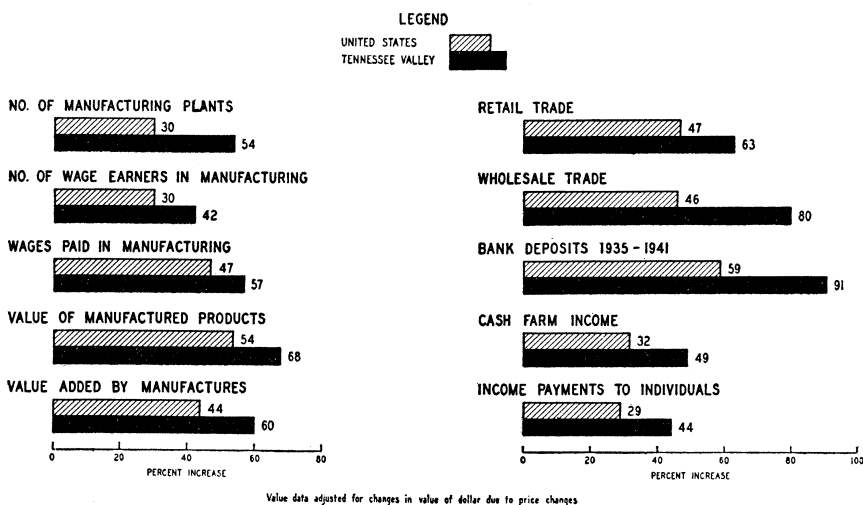 LEGEND
UNITED STATES
TENNESSEE VALLEY
NO. OF MANUFACTURING PLANTS
30
54
NO. OF WAGE EARNERS IN MANUFACTURING
30
42
WAGES PAID IN MANUFACTURING
47
57
VALUE OF MANUFACTURED PRODUCTS
54
68
VALUE ADDED BY MANUFACTURES
44
60
0 20 40 60 80
PERCENT INCREASE
RETAIL TRADE
47
63
WHOLESALE TRADE
46
80
BANK DEPOSITS 1935-1941
59
91
CASH FARM INCOME
32
49
INCOME PAYMENTS TO INDIVIDUALS
29
44
0 20 40 60 80 100
PERCENT INCREASE
Value data adjusted for changes in value of dollar due to price changes